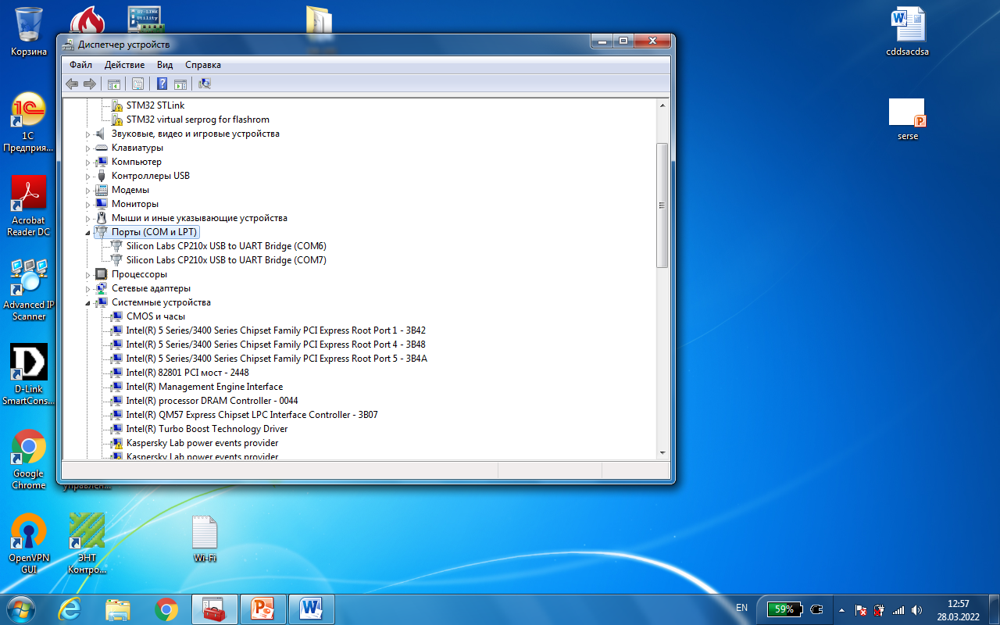 Корзина
cddsacdsa
Диспетчер устройств
Файл Действие Вид Справка
STM32 STLink
STM32 virtual serprog for flashrom
Звуковые, видео и игровые устройства
Клавиатуры
Компьютер
Контроллеры USB
Модемы
Мониторы
Мыши и иные указывающие устройства
Порты (COM и LPT)
Silicon Labs CP210x USB to UART Bridge (COM6)
Silicon Labs CP210x USB to UART Bridge (COM7)
Процессоры
Сетевые адаптеры
Системные устройства
CMOS и часы
Intel(R) 5 Series/3400 Series Chipset Family PCI Express Root Port 1 - 3B42
Intel(R) 5 Series/3400 Series Chipset Family PCI Express Root Port 4 - 3B48
Intel(R) 5 Series/3400 Series Chipset Family PCI Express Root Port 5 - 3B4A
Intel(R) 82801 PCI мост - 2448
Intel(R) Management Engine Interface
Intel(R) processor DRAM Controller - 0044
Intel(R) QM57 Express Chipset LPC Interface Controller - 3B07
Intel(R) Turbo Boost Technology Driver
Kaspersky Lab power events provider
Kaspersky Lab power events provider
1С
Предприя...
Acrobat
Reader DC
Advanced IP
Scanner
D-Link
SmartCons...
Google
Chrome
управлен...
OpenVPN
GUI
ЭНТ
Контро...
Wi-Fi
serse
EN
59%
12:57
28.03.2022